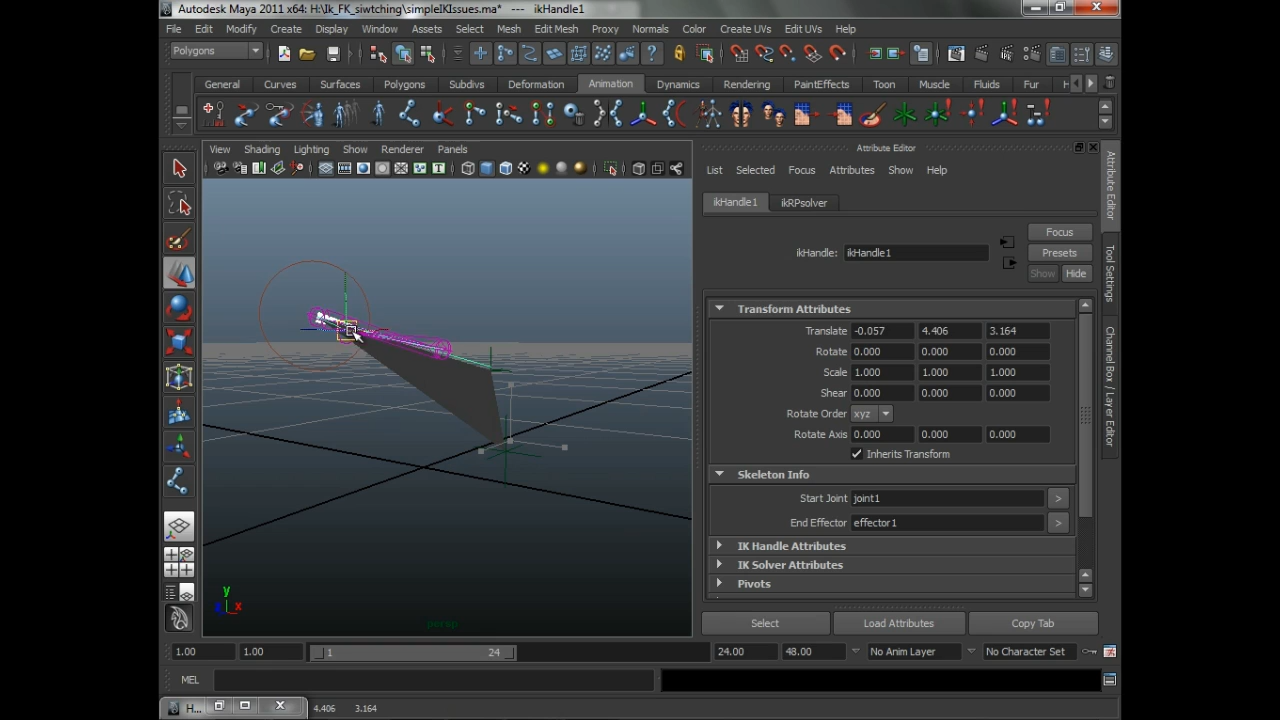 Autodesk Maya 2011 x64: H:\Ik_FK_siwtching\simpleIKIssues.ma* --- ikHandle1
File Edit Modify Create Display Window Assets Select Mesh Edit Mesh Proxy Normals Color Create UVs Edit UVs Help
Polygons
General Curves Surfaces Polygons Subdivs Deformation Animation Dynamics Rendering PaintEffects Toon Muscle Fluids Fur
View Shading Lighting Show Renderer Panels
Attribute Editor
List Selected Focus Attributes Show Help
ikHandle1 ikRPsolver
Focus
ikHandle: ikHandle1
Presets
Show Hide
Transform Attributes
Translate -0.057 4.406 3.164
Rotate 0.000 0.000 0.000
Scale 1.000 1.000 1.000
Shear 0.000 0.000 0.000
Rotate Order xyz
Rotate Axis 0.000 0.000 0.000
Inherits Transform
Skeleton Info
Start Joint joint1 >
End Effector effector1 >
IK Handle Attributes
IK Solver Attributes
Pivots
Select Load Attributes Copy Tab
Attribute Editor
Tool Settings
Channel Box / Layer Editor
y
x
persp
1.00 1.00 1 24 24.00 48.00 No Anim Layer No Character Set
MEL
H... 4.406 3.164